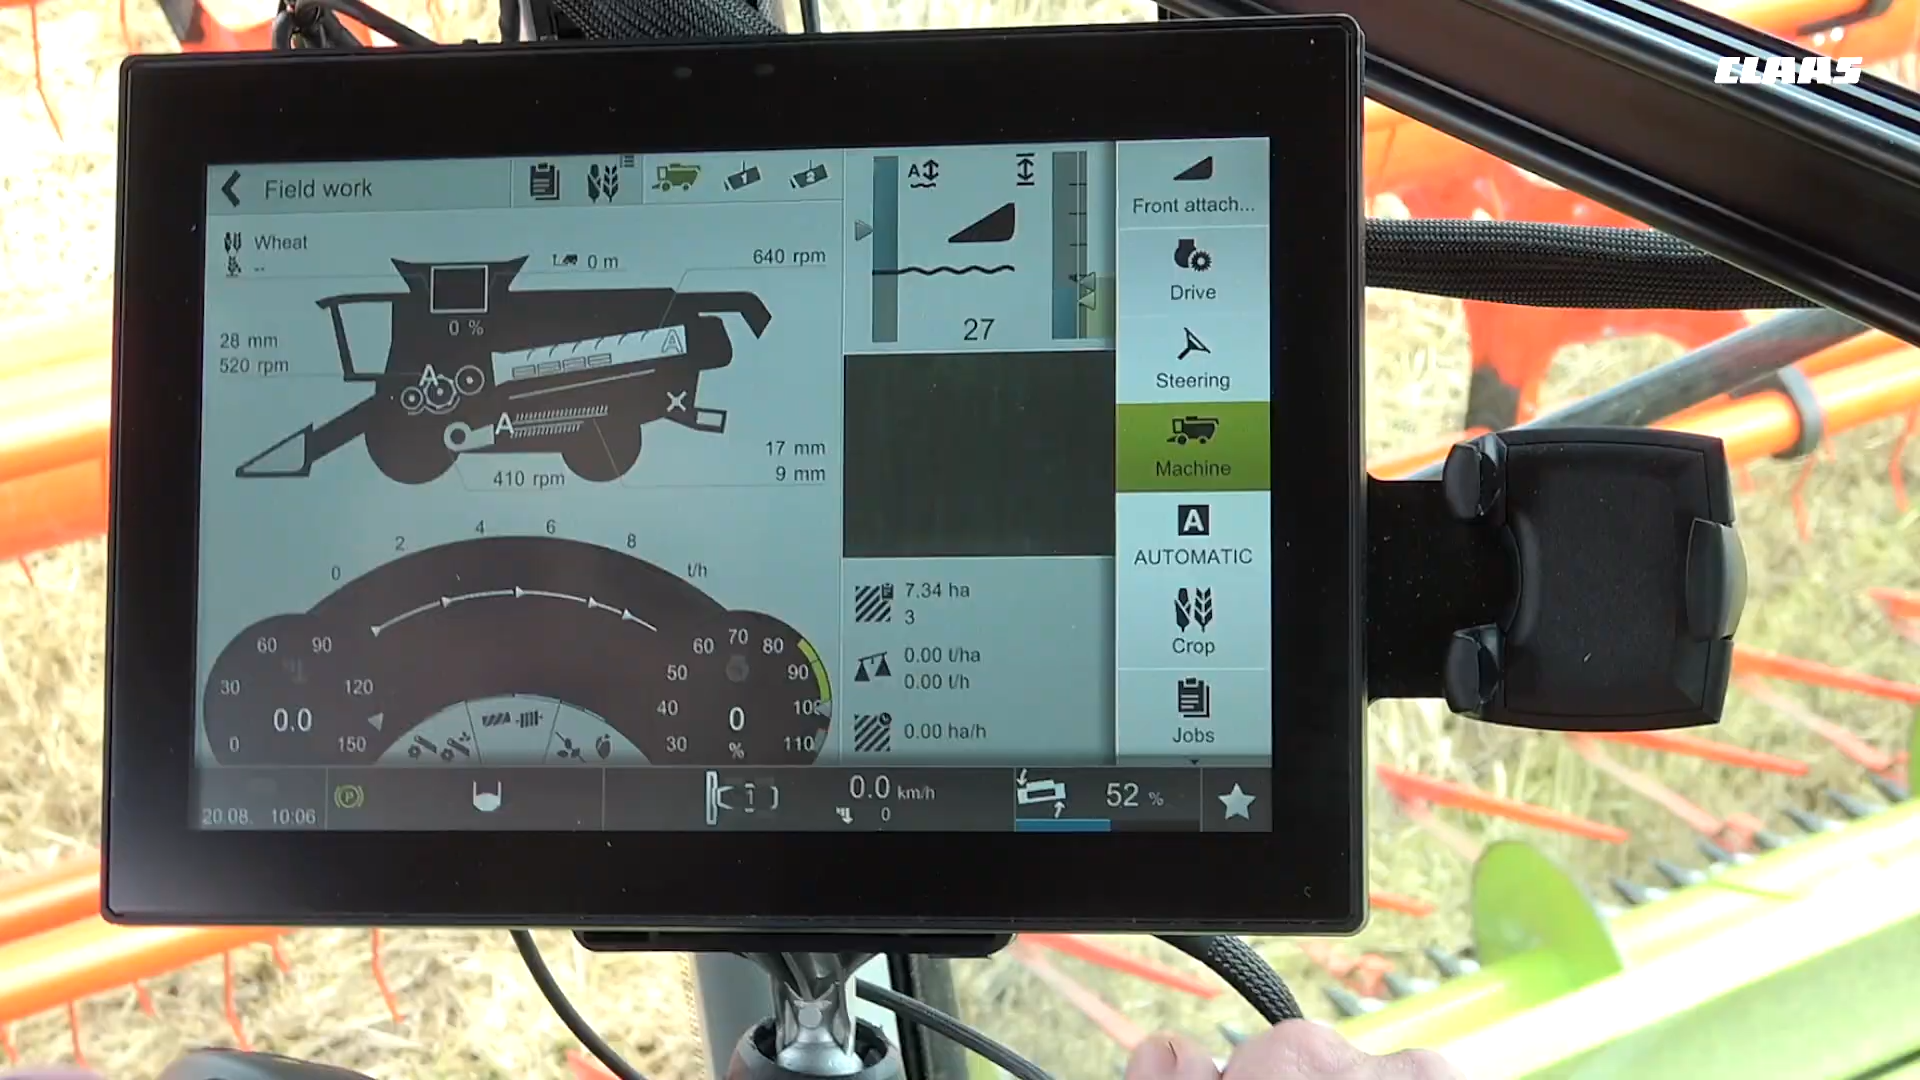 CLAAS
Field work
1
2
Wheat
--
0 m
640 rpm
0 %
28 mm
520 rpm
A
A
A
17 mm
9 mm
410 rpm
A
27
0 2 4 6 8 t/h
0 30 60 90 120 150
0.0
30 40 50 60 70 80 90 100 110
0
%
7.34 ha
3
0.00 t/ha
0.00 t/h
0.00 ha/h
Front attach...
Drive
Steering
Machine
A
AUTOMATIC
Crop
Jobs
20.08. 10:06
P
1
0.0 km/h
0
52 %